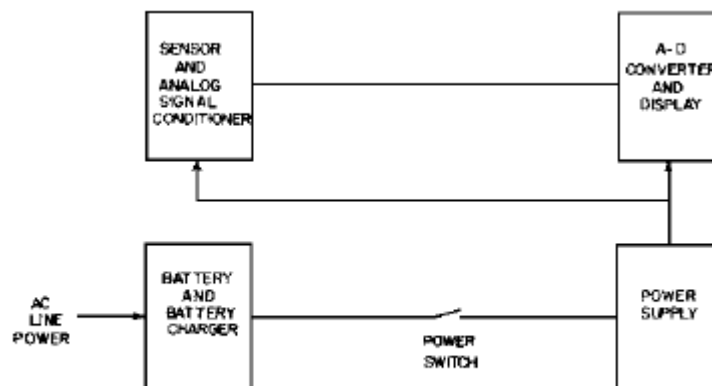 SENSOR
AND
ANALOG
SIGNAL
CONDITIONER
A-D
CONVERTER
AND
DISPLAY
BATTERY
AND
BATTERY
CHARGER
POWER
SUPPLY
AC
LINE
POWER
POWER
SWITCH